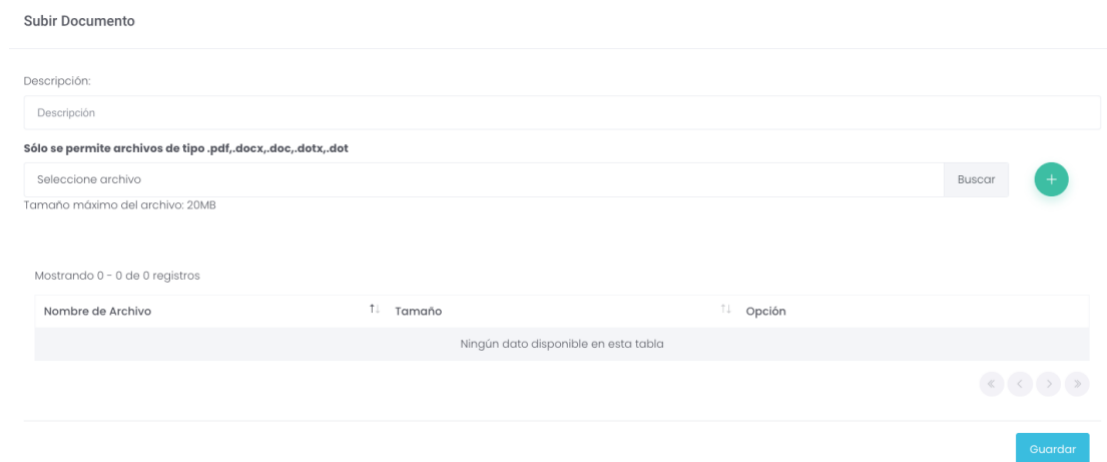 Subir Documento
Descripción:
Descripción
Sólo se permite archivos de tipo .pdf,.docx,.doc,.dotx,.dot
Seleccione archivo Buscar +
Tamaño máximo del archivo: 20MB
Mostrando 0 - 0 de 0 registros
Nombre de Archivo ↑↓ Tamaño ↑↓ Opción
Ningún dato disponible en esta tabla
« ‹ › »
Guardar